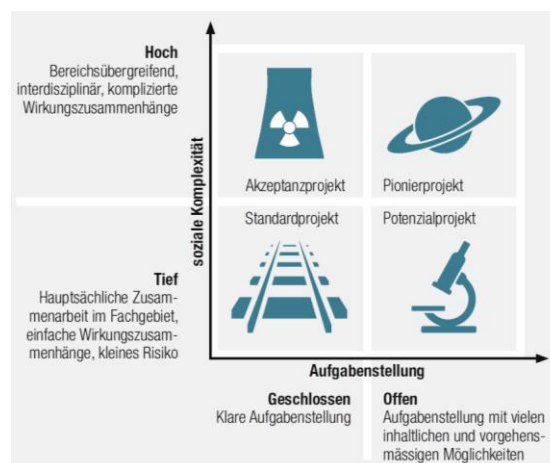 Hoch
Bereichsübergreifend,
interdisziplinär, komplizierte
Wirkungszusammenhänge
soziale Komplexität
Akzeptanzprojekt
Pionierprojekt
Standardprojekt
Potenzialprojekt
Tief
Hauptsächliche Zusam-
menarbeit im Fachgebiet,
einfache Wirkungszusam-
menhänge, kleines Risiko
Aufgabenstellung
Geschlossen
Klare Aufgabenstellung
Offen
Aufgabenstellung mit vielen
inhaltlichen und vorgehens-
mässigen Möglichkeiten